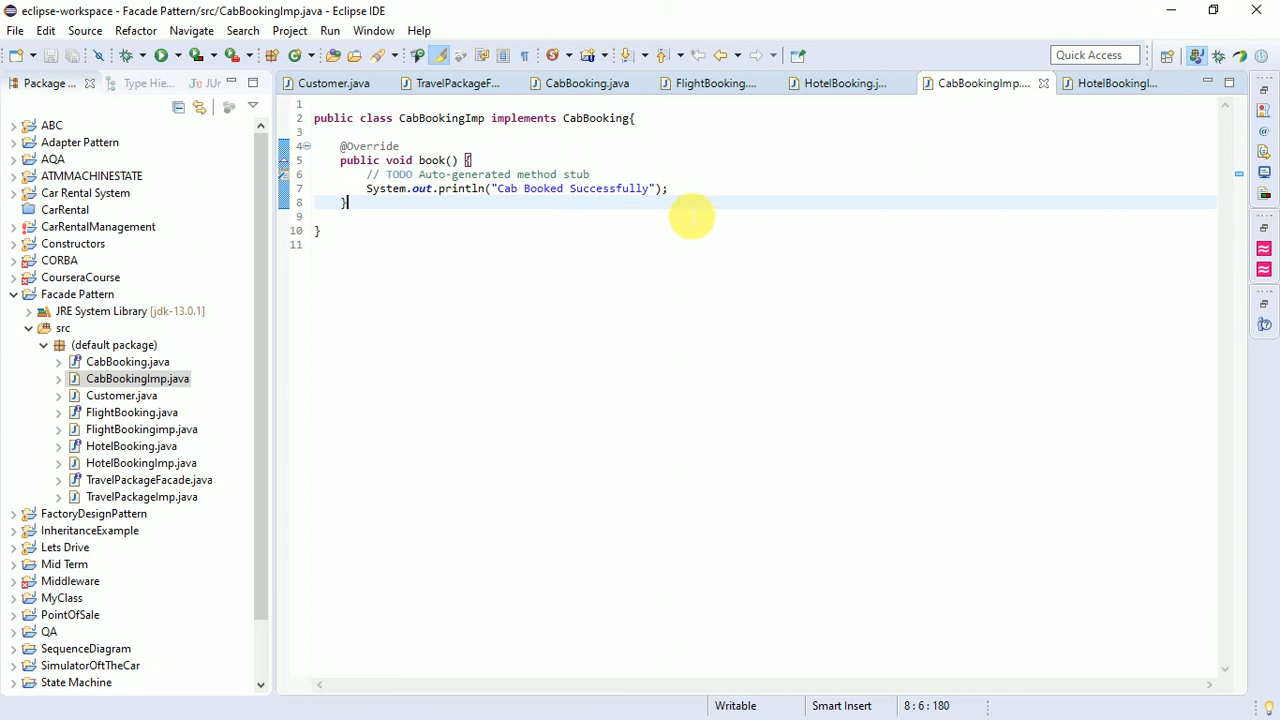 eclipse-workspace - Facade Pattern/src/CabBookingImp.java - Eclipse IDE
File Edit Source Refactor Navigate Search Project Run Window Help
Quick Access
Package ... Type Hie... JUr
Customer.java TravelPackageF... CabBooking.java FlightBooking.... HotelBooking.j... CabBookingImp.... HotelBookingI...
ABC
Adapter Pattern
AQA
ATMMACHINESTATE
Car Rental System
CarRental
CarRentalManagement
Constructors
CORBA
CourseraCourse
Facade Pattern
JRE System Library [jdk-13.0.1]
src
(default package)
CabBooking.java
CabBookingImp.java
Customer.java
FlightBooking.java
FlightBookingimp.java
HotelBooking.java
HotelBookingImp.java
TravelPackageFacade.java
TravelPackageImp.java
FactoryDesignPattern
InheritanceExample
Lets Drive
Mid Term
Middleware
MyClass
PointOfSale
QA
SequenceDiagram
SimulatorOftTheCar
State Machine
1
2 public class CabBookingImp implements CabBooking{
3
4 @Override
5 public void book() {
6 // TODO Auto-generated method stub
7 System.out.println("Cab Booked Successfully");
8 }
9
10 }
11
Writable Smart Insert 8 : 6 : 180